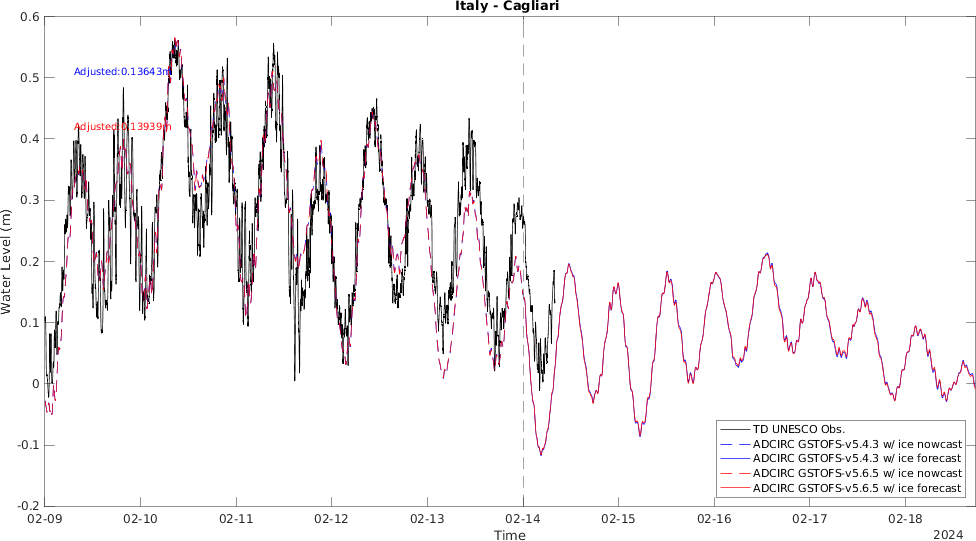 Italy - Cagliari
0.6
0.5
0.4
0.3
0.2
0.1
0
-0.1
-0.2
Water Level (m)
Adjusted:0.13643m
Adjusted:0.13939m
TD UNESCO Obs.
ADCIRC GSTOFS-v5.4.3 w/ ice nowcast
ADCIRC GSTOFS-v5.4.3 w/ ice forecast
ADCIRC GSTOFS-v5.6.5 w/ ice nowcast
ADCIRC GSTOFS-v5.6.5 w/ ice forecast
02-09 02-10 02-11 02-12 02-13 02-14 02-15 02-16 02-17 02-18
Time
2024